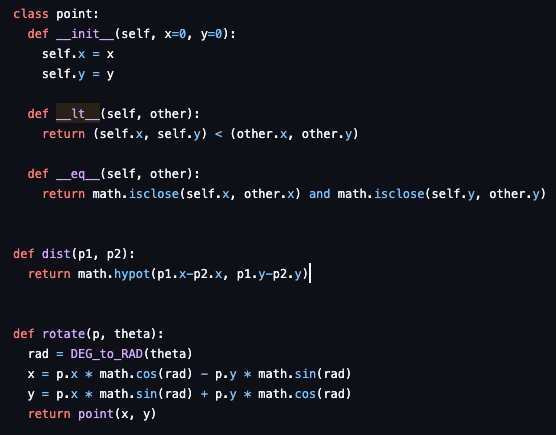 class point:
  def __init__(self, x=0, y=0):
    self.x = x
    self.y = y
  def __lt__(self, other):
    return (self.x, self.y) < (other.x, other.y)
  def __eq__(self, other):
    return math.isclose(self.x, other.x) and math.isclose(self.y, other.y)
def dist(p1, p2):
  return math.hypot(p1.x-p2.x, p1.y-p2.y)
def rotate(p, theta):
  rad = DEG_to_RAD(theta)
  x = p.x * math.cos(rad) - p.y * math.sin(rad)
  y = p.x * math.sin(rad) + p.y * math.cos(rad)
  return point(x, y)